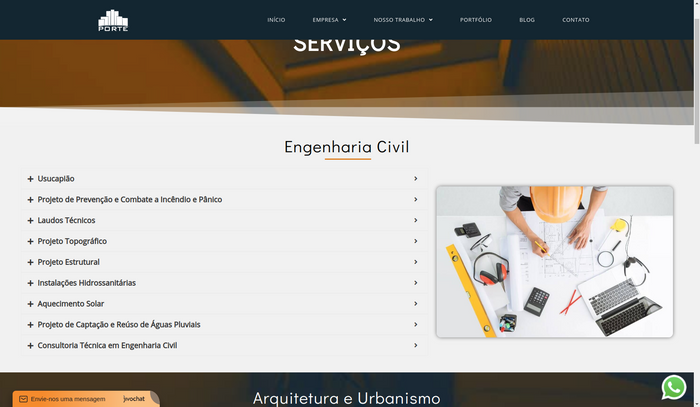 PORTE
INÍCIO
EMPRESA
NOSSO TRABALHO
PORTFÓLIO
BLOG
CONTATO
SERVIÇOS
Engenharia Civil
Usucapião
Projeto de Prevenção e Combate a Incêndio e Pânico
Laudos Técnicos
Projeto Topográfico
Projeto Estrutural
Instalações Hidrossanitárias
Aquecimento Solar
Projeto de Captação e Reúso de Águas Pluviais
Consultoria Técnica em Engenharia Civil
Arquitetura e Urbanismo
Envie-nos uma mensagem
jivochat